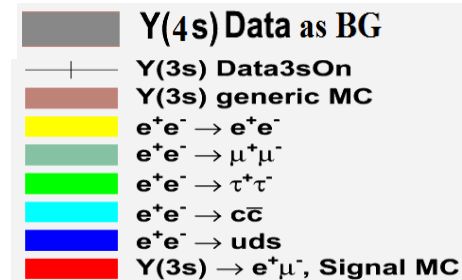 Y(4s) Data as BG
Y(3s) Data3sOn
Y(3s) generic MC
e⁺e⁻ → e⁺e⁻
e⁺e⁻ → μ⁺μ⁻
e⁺e⁻ → τ⁺τ⁻
e⁺e⁻ → cc̅
e⁺e⁻ → uds
Y(3s) → e⁺μ⁻, Signal MC